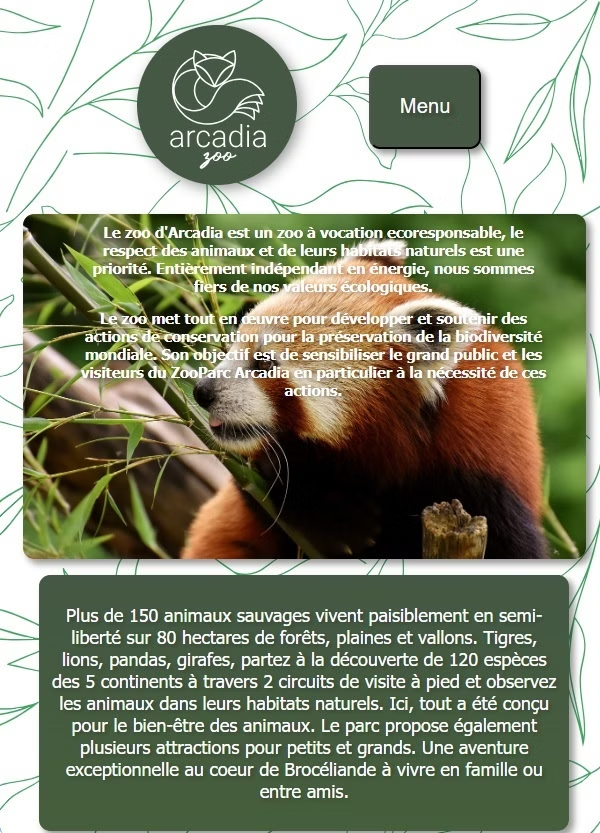 arcadia
zoo
Menu
Le zoo d'Arcadia est un zoo à vocation ecoresponsable, le
respect des animaux et de leurs habitats naturels est une
priorité. Entièrement indépendant en énergie, nous sommes
fiers de nos valeurs écologiques.
Le zoo met tout en œuvre pour développer et soutenir des
actions de conservation pour la préservation de la biodiversité
mondiale. Son objectif est de sensibiliser le grand public et les
visiteurs du ZooParc Arcadia en particulier à la nécessité de ces
actions.
Plus de 150 animaux sauvages vivent paisiblement en semi-
liberté sur 80 hectares de forêts, plaines et vallons. Tigres,
lions, pandas, girafes, partez à la découverte de 120 espèces
des 5 continents à travers 2 circuits de visite à pied et observez
les animaux dans leurs habitats naturels. Ici, tout a été conçu
pour le bien-être des animaux. Le parc propose également
plusieurs attractions pour petits et grands. Une aventure
exceptionnelle au coeur de Brocéliande à vivre en famille ou
entre amis.